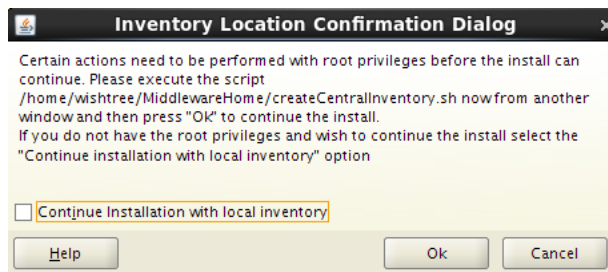 Inventory Location Confirmation Dialog
Certain actions need to be performed with root privileges before the install can
continue. Please execute the script
/home/wishtree/MiddlewareHome/createCentralInventory.sh now from another
window and then press "Ok" to continue the install.
If you do not have the root privileges and wish to continue the install select the
"Continue installation with local inventory" option
Continue Installation with local inventory
Help Ok Cancel